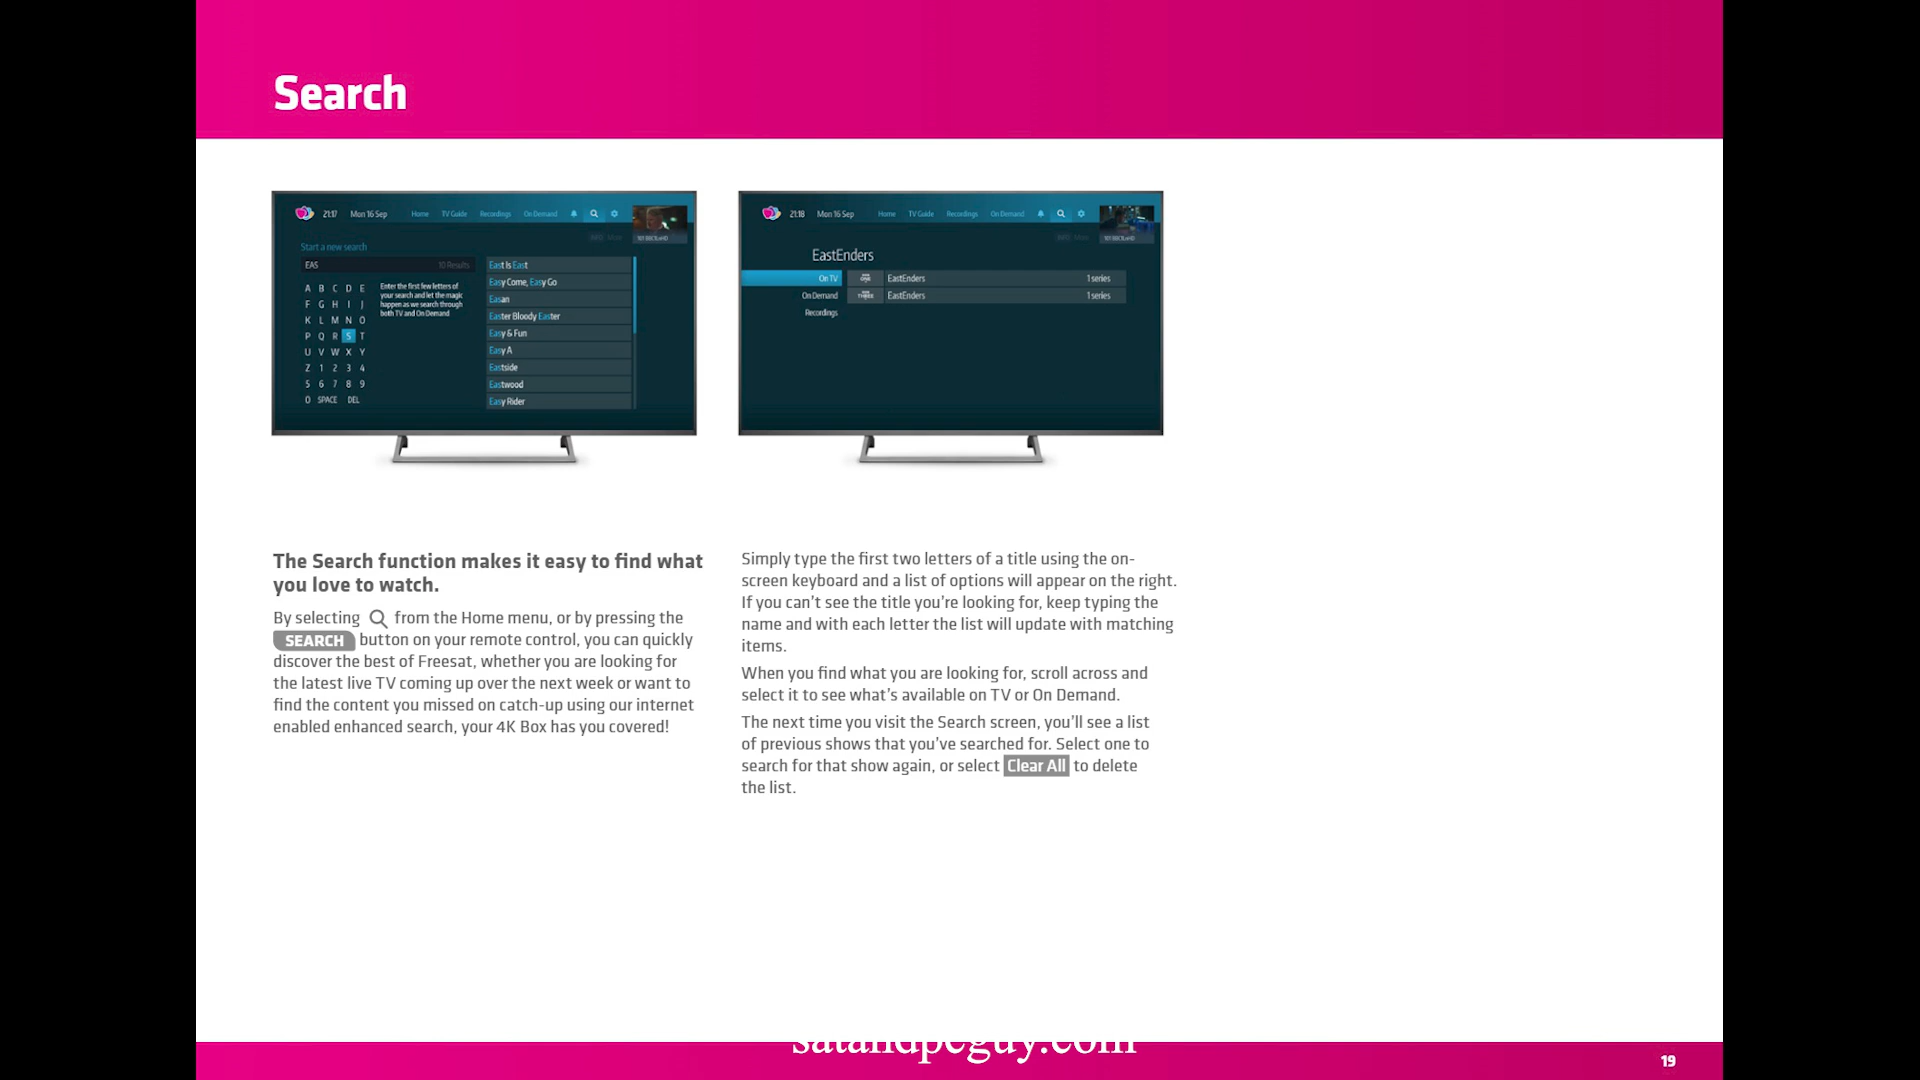 Search
21:17 Mon 16 Sep Home TV Guide Recordings On Demand
Start a new search
EAS 10 Results
A B C D E
F G H I J
K L M N O
P Q R S T
U V W X Y
Z 1 2 3 4
5 6 7 8 9
0 SPACE DEL
Enter the first few letters of
your search and let the magic
happen as we search through
both TV and On Demand
East Is East
Easy Come, Easy Go
Easan
Easter Bloody Easter
Easy & Fun
Easy A
Eastside
Eastwood
Easy Rider
21:18 Mon 16 Sep Home TV Guide Recordings On Demand
EastEnders
On TV EastEnders 1 series
On Demand EastEnders 1 series
Recordings
The Search function makes it easy to find what
you love to watch.
By selecting from the Home menu, or by pressing the
SEARCH button on your remote control, you can quickly
discover the best of Freesat, whether you are looking for
the latest live TV coming up over the next week or want to
find the content you missed on catch-up using our internet
enabled enhanced search, your 4K Box has you covered!
Simply type the first two letters of a title using the on-
screen keyboard and a list of options will appear on the right.
If you can't see the title you're looking for, keep typing the
name and with each letter the list will update with matching
items.
When you find what you are looking for, scroll across and
select it to see what's available on TV or On Demand.
The next time you visit the Search screen, you'll see a list
of previous shows that you've searched for. Select one to
search for that show again, or select Clear All to delete
the list.
satandpcguy.com
19